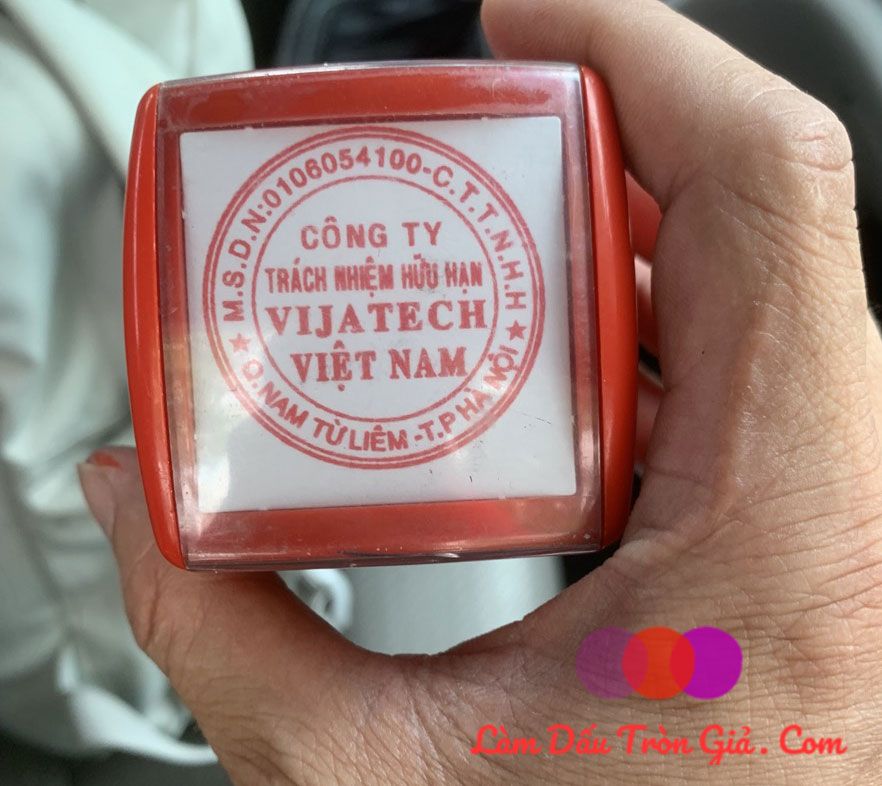 M.S.D.N:0106054100-C.T.T.N.H.H
CÔNG TY
TRÁCH NHIỆM HỮU HẠN
VIJATECH
VIỆT NAM
★ Q.NAM TỪ LIÊM -T.P HÀ NỘI ★
Làm Dấu Tròn Giả . Com